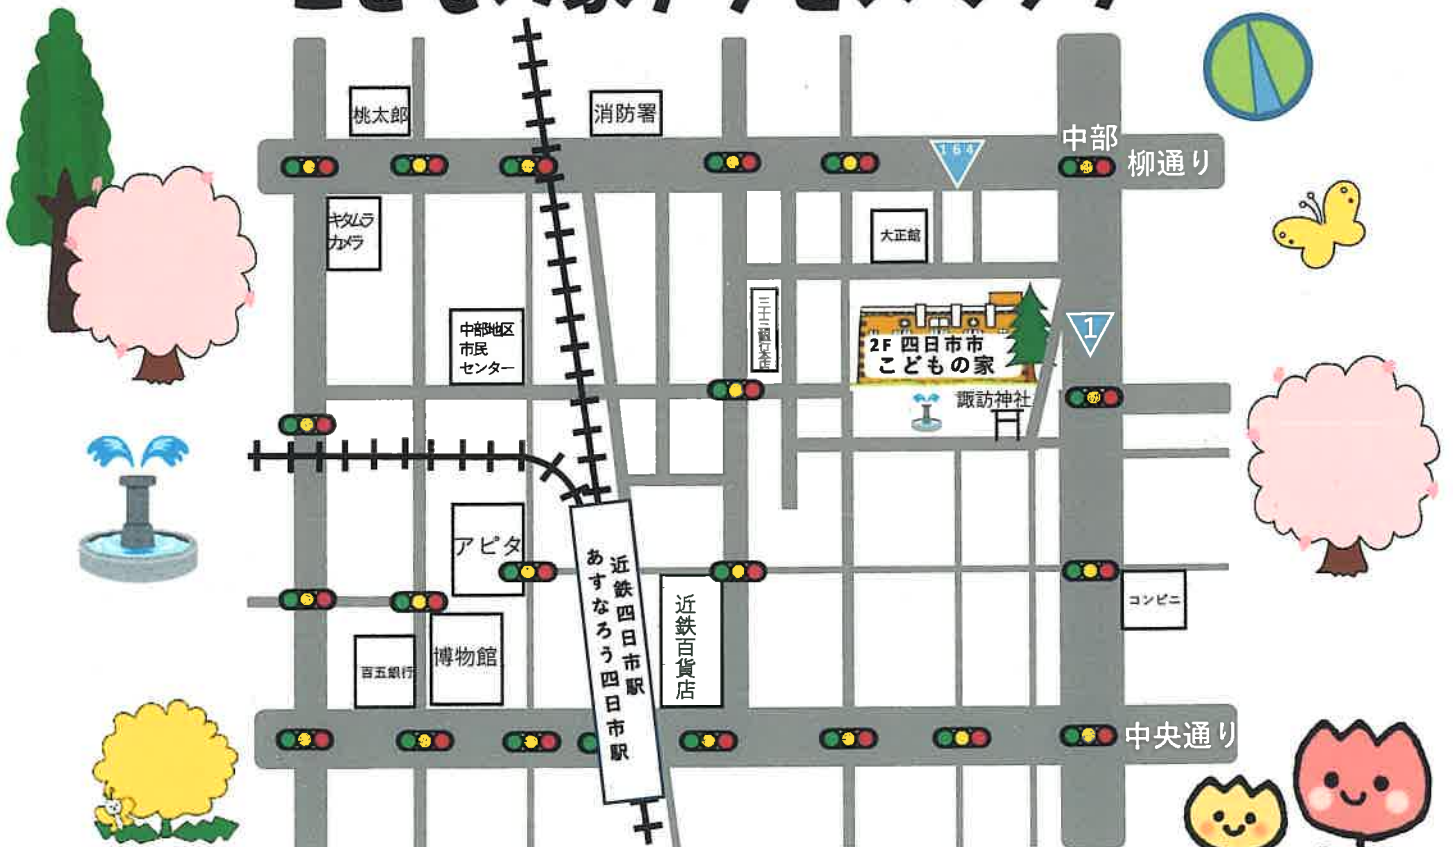 桃太郎
消防署
164
中部
柳通り
キタムラ
カメラ
大正館
中部地区
市民
センター
三十三銀行本店
1
2F 四日市市
こどもの家
諏訪神社
アピタ
近鉄四日市駅
あすなろう四日市駅
近鉄百貨店
コンビニ
百五銀行
博物館
中央通り